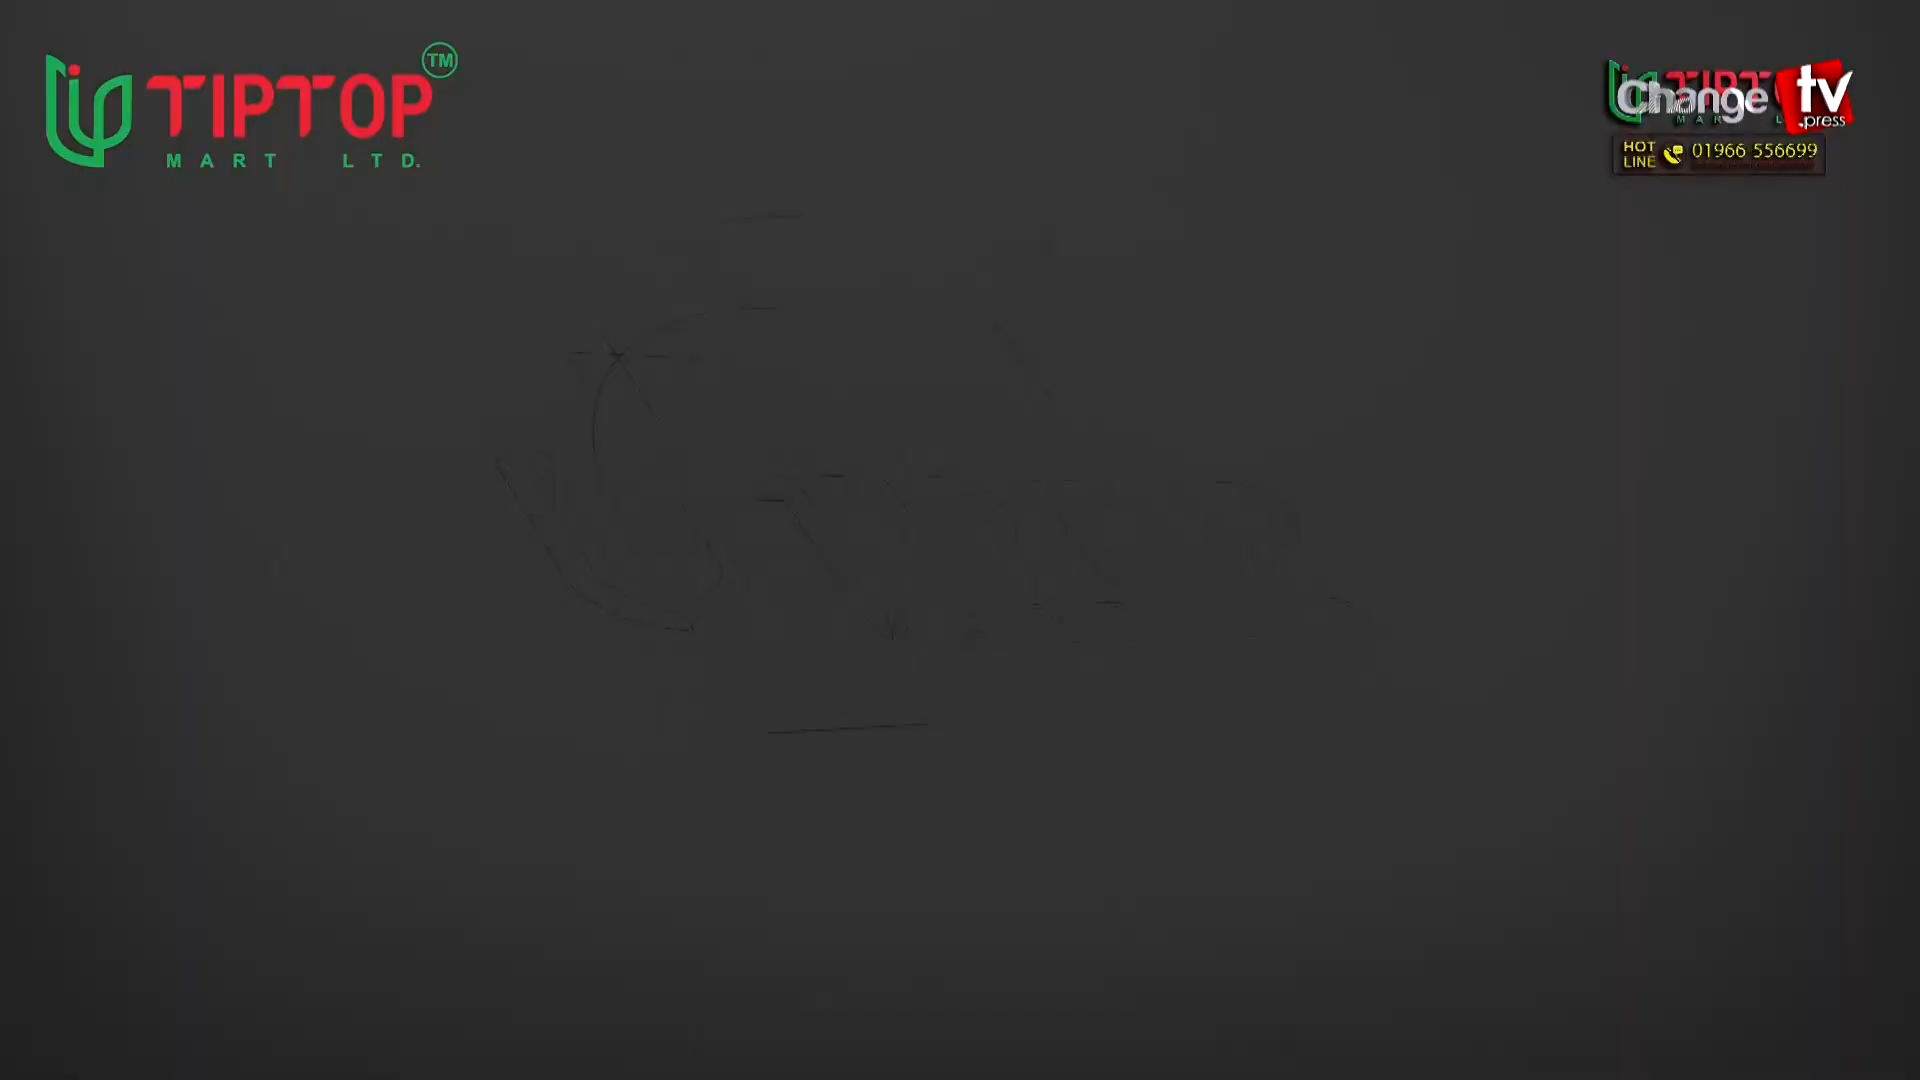 TIPTOP TM
MART LTD.
Change tv
.press
HOT LINE 01966 556699